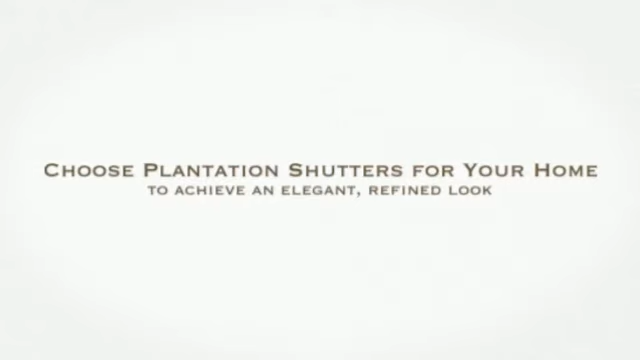 Choose Plantation Shutters for Your Home
to achieve an elegant, refined look